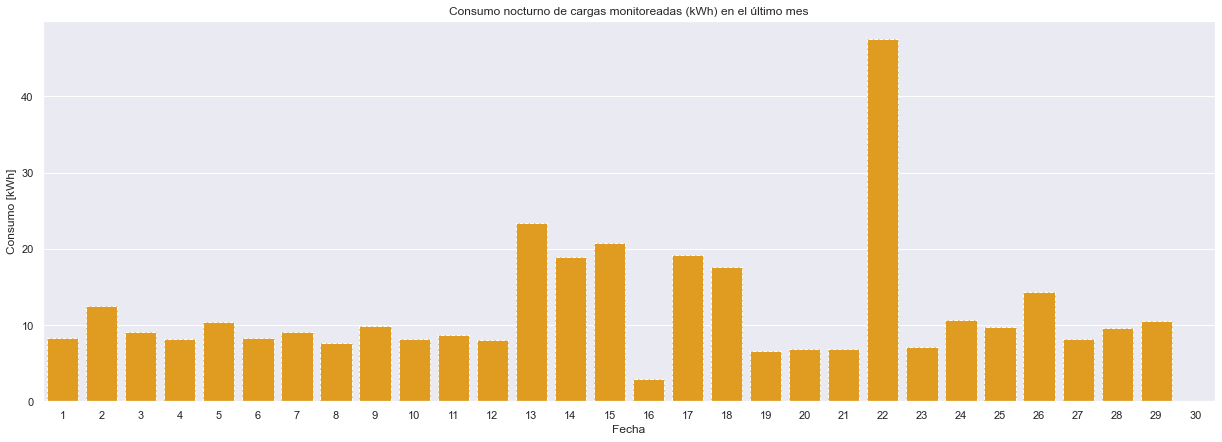 Consumo nocturno de cargas monitoreadas (kWh) en el último mes
Consumo [kWh]
40
30
20
10
0
1 2 3 4 5 6 7 8 9 10 11 12 13 14 15 16 17 18 19 20 21 22 23 24 25 26 27 28 29 30
Fecha